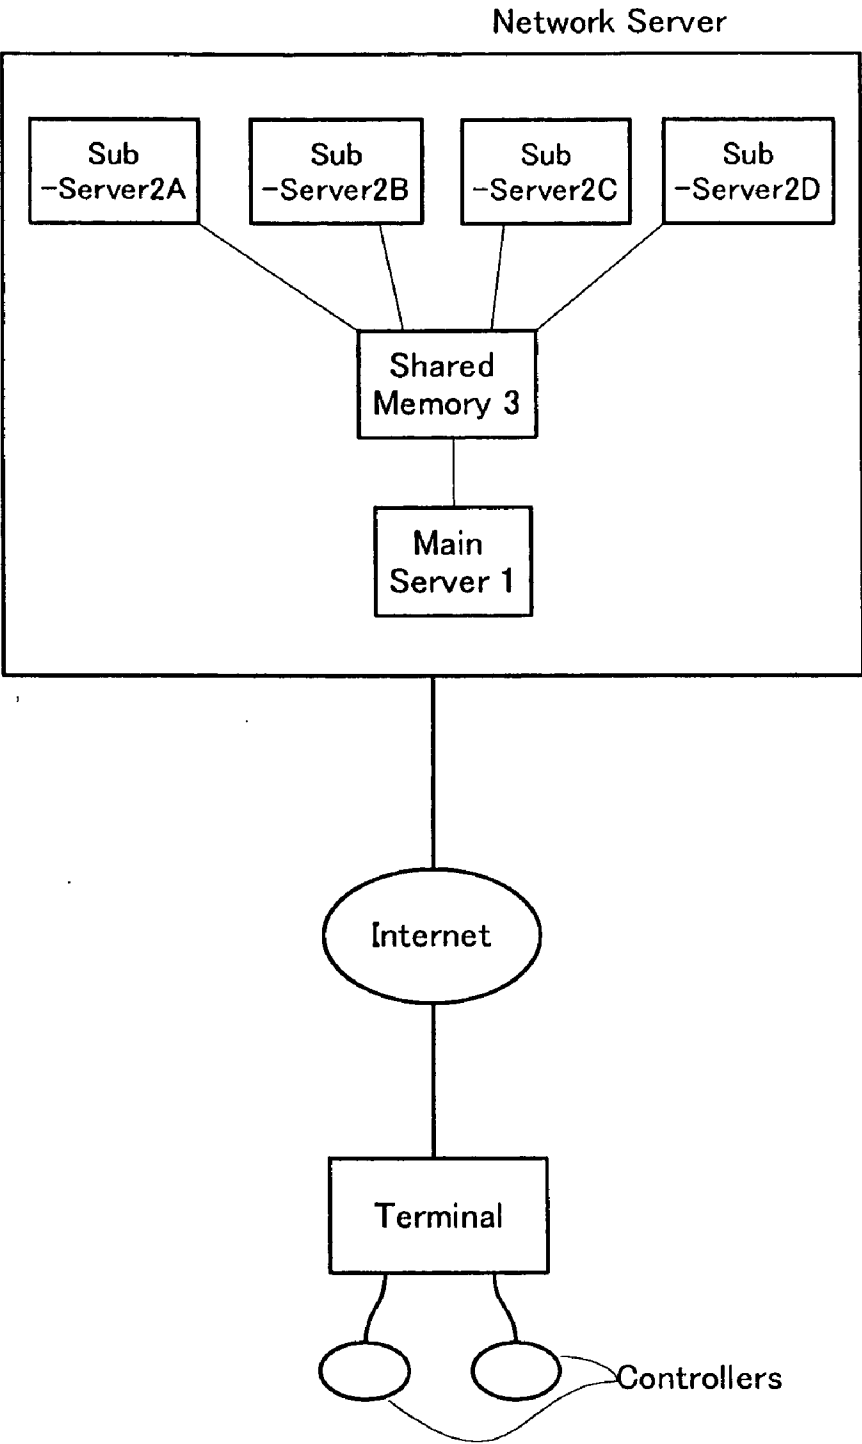 Network Server
Sub
-Server2A
Sub
-Server2B
Sub
-Server2C
Sub
-Server2D
Shared
Memory 3
Main
Server 1
Internet
Terminal
Controllers